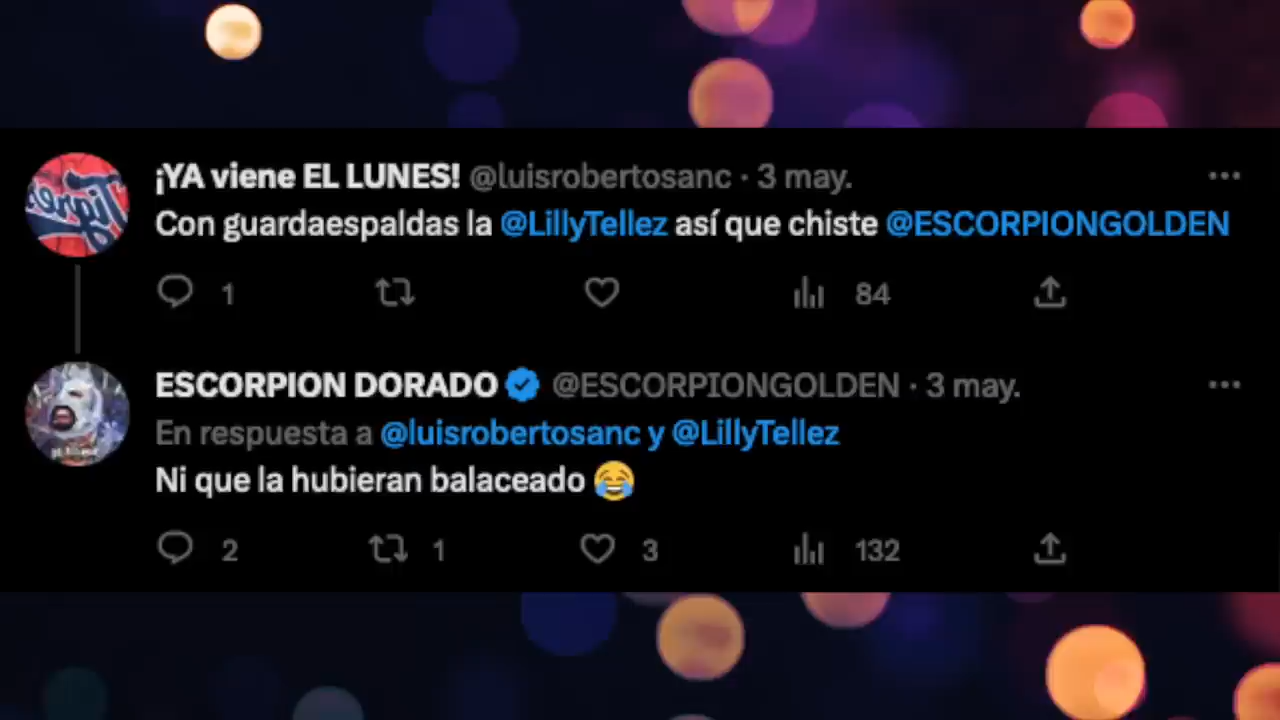 ¡YA viene EL LUNES! @luisrobertosanc · 3 may.
Con guardaespaldas la @LillyTellez así que chiste @ESCORPIONGOLDEN
1 84
ESCORPION DORADO @ESCORPIONGOLDEN · 3 may.
En respuesta a @luisrobertosanc y @LillyTellez
Ni que la hubieran balaceado 😂
2 1 3 132